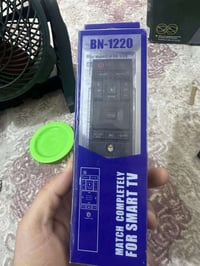 BN-1220
MATCH COMPLETELY
FOR SMART TV